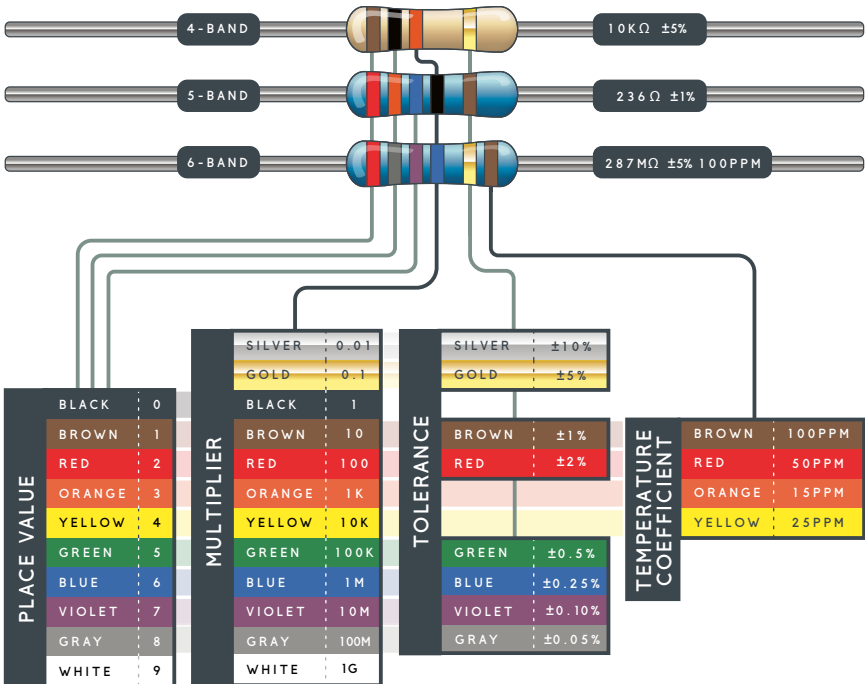 4-BAND 10KΩ ±5%
5-BAND 236Ω ±1%
6-BAND 287MΩ ±5% 100PPM
PLACE VALUE
BLACK 0
BROWN 1
RED 2
ORANGE 3
YELLOW 4
GREEN 5
BLUE 6
VIOLET 7
GRAY 8
WHITE 9
MULTIPLIER
SILVER 0.01
GOLD 0.1
BLACK 1
BROWN 10
RED 100
ORANGE 1K
YELLOW 10K
GREEN 100K
BLUE 1M
VIOLET 10M
GRAY 100M
WHITE 1G
TOLERANCE
SILVER ±10%
GOLD ±5%
BROWN ±1%
RED ±2%
GREEN ±0.5%
BLUE ±0.25%
VIOLET ±0.10%
GRAY ±0.05%
TEMPERATURE
COEFFICIENT
BROWN 100PPM
RED 50PPM
ORANGE 15PPM
YELLOW 25PPM